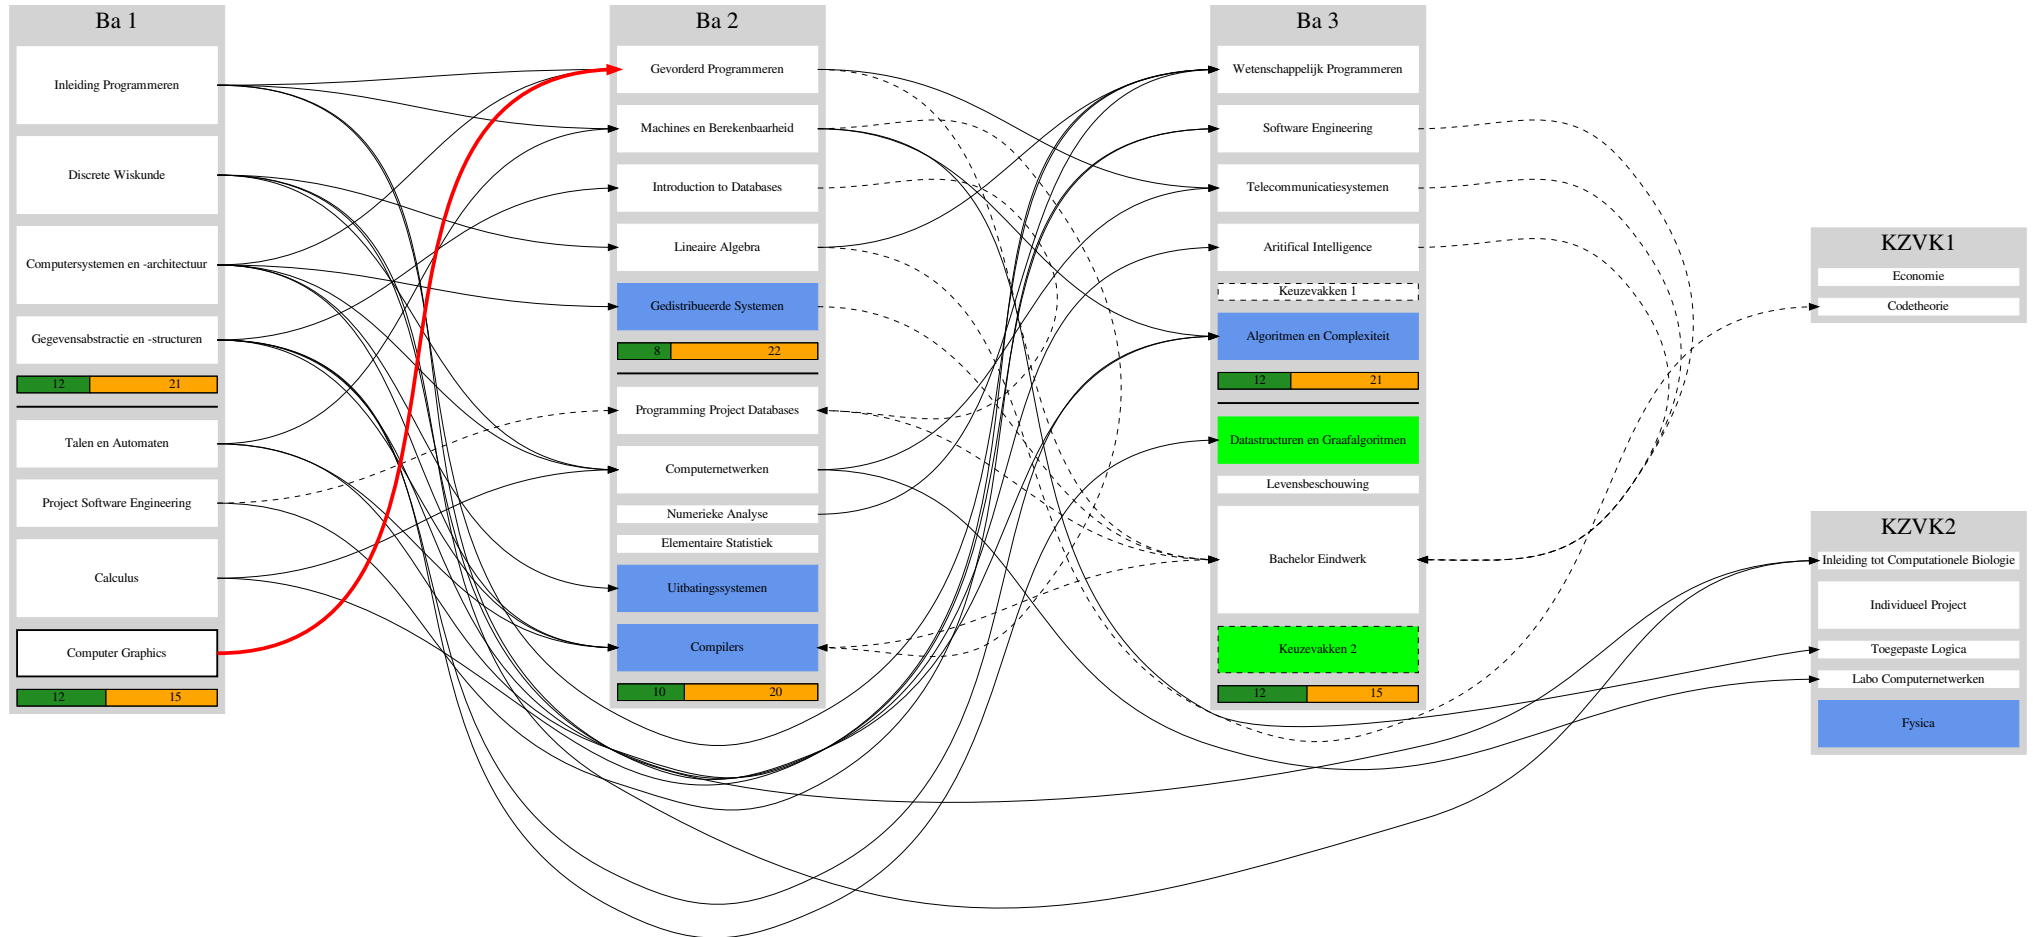 Ba 1
Inleiding Programmeren
Discrete Wiskunde
Computersystemen en -architectuur
Gegevensabstractie en -structuren
12 21
Talen en Automaten
Project Software Engineering
Calculus
Computer Graphics
12 15
Ba 2
Gevorderd Programmeren
Machines en Berekenbaarheid
Introduction to Databases
Lineaire Algebra
Gedistribueerde Systemen
8 22
Programming Project Databases
Computernetwerken
Numerieke Analyse
Elementaire Statistiek
Uitbatingssystemen
Compilers
10 20
Ba 3
Wetenschappelijk Programmeren
Software Engineering
Telecommunicatiesystemen
Aritifical Intelligence
Keuzevakken 1
Algoritmen en Complexiteit
12 21
Datastructuren en Graafalgoritmen
Levensbeschouwing
Bachelor Eindwerk
Keuzevakken 2
12 15
KZVK1
Economie
Codetheorie
KZVK2
Inleiding tot Computationele Biologie
Individueel Project
Toegepaste Logica
Labo Computernetwerken
Fysica